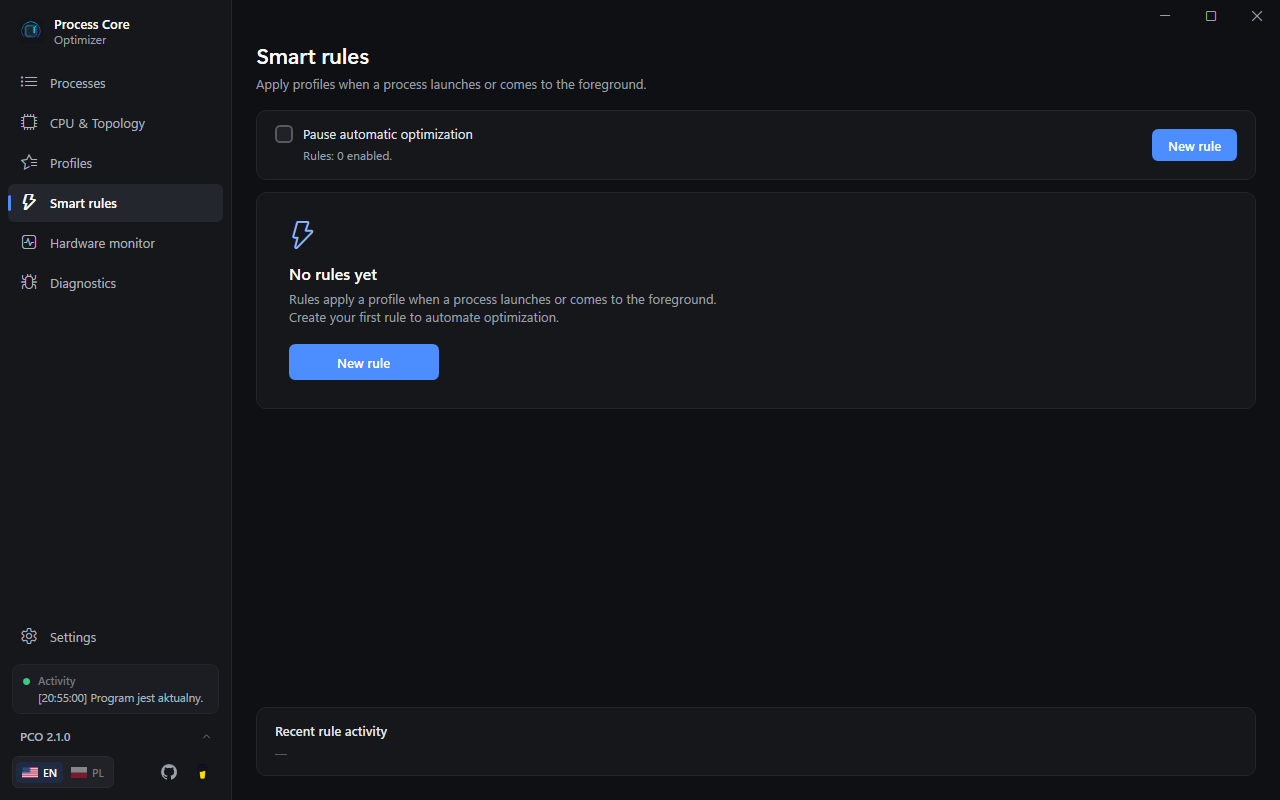 Process Core
Optimizer
Processes
CPU & Topology
Profiles
Smart rules
Hardware monitor
Diagnostics
Settings
Activity
[20:55:00] Program jest aktualny.
PCO 2.1.0
EN
PL
Smart rules
Apply profiles when a process launches or comes to the foreground.
Pause automatic optimization
Rules: 0 enabled.
New rule
No rules yet
Rules apply a profile when a process launches or comes to the foreground.
Create your first rule to automate optimization.
New rule
Recent rule activity
—